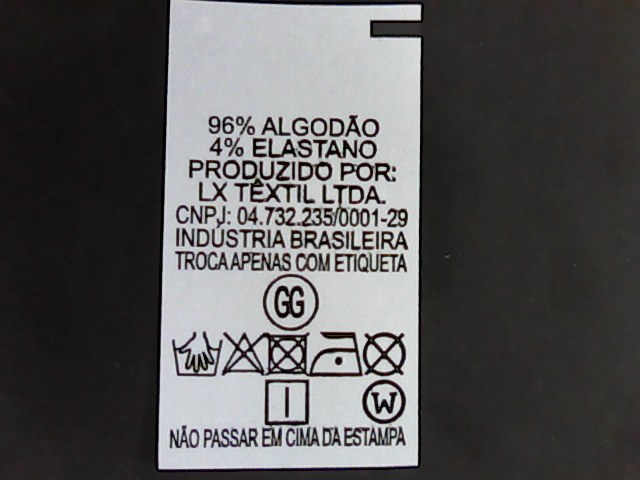 96% ALGODÃO
4% ELASTANO
PRODUZIDO POR:
LX TÊXTIL LTDA.
CNPJ: 04.732.235/0001-29
INDÚSTRIA BRASILEIRA
TROCA APENAS COM ETIQUETA
GG
W
NÃO PASSAR EM CIMA DA ESTAMPA